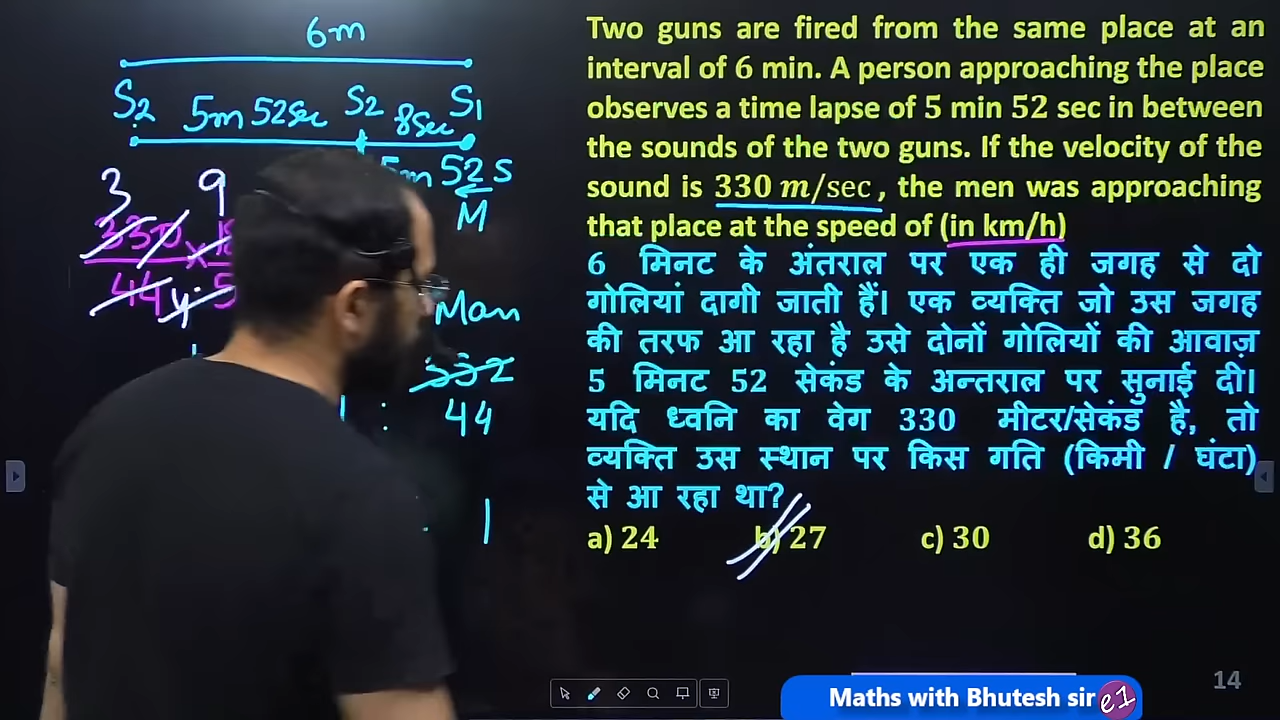 6m
S2 5m 52sec S2 8sec S1
52 S
M
3 9
330 ×
44 5
Man
332
: 44
1
Two guns are fired from the same place at an
interval of 6 min. A person approaching the place
observes a time lapse of 5 min 52 sec in between
the sounds of the two guns. If the velocity of the
sound is 330 m/sec, the men was approaching
that place at the speed of (in km/h)
6 मिनट के अंतराल पर एक ही जगह से दो
गोलियां दागी जाती हैं। एक व्यक्ति जो उस जगह
की तरफ आ रहा है उसे दोनों गोलियों की आवाज़
5 मिनट 52 सेकंड के अन्तराल पर सुनाई दी।
यदि ध्वनि का वेग 330 मीटर/सेकंड है, तो
व्यक्ति उस स्थान पर किस गति (किमी / घंटा)
से आ रहा था?
a) 24 b) 27 c) 30 d) 36
14
Maths with Bhutesh sir e1